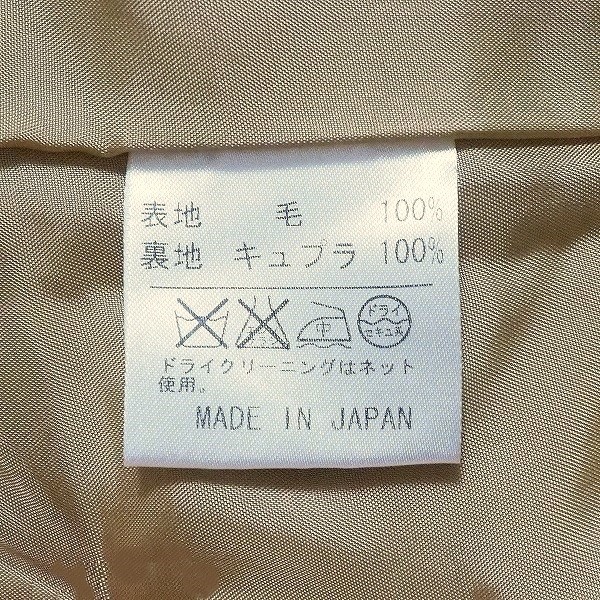 表地 毛 100%
裏地 キュプラ 100%
中 ドライ
セキユ系
ドライクリーニングはネット
使用。
MADE IN JAPAN